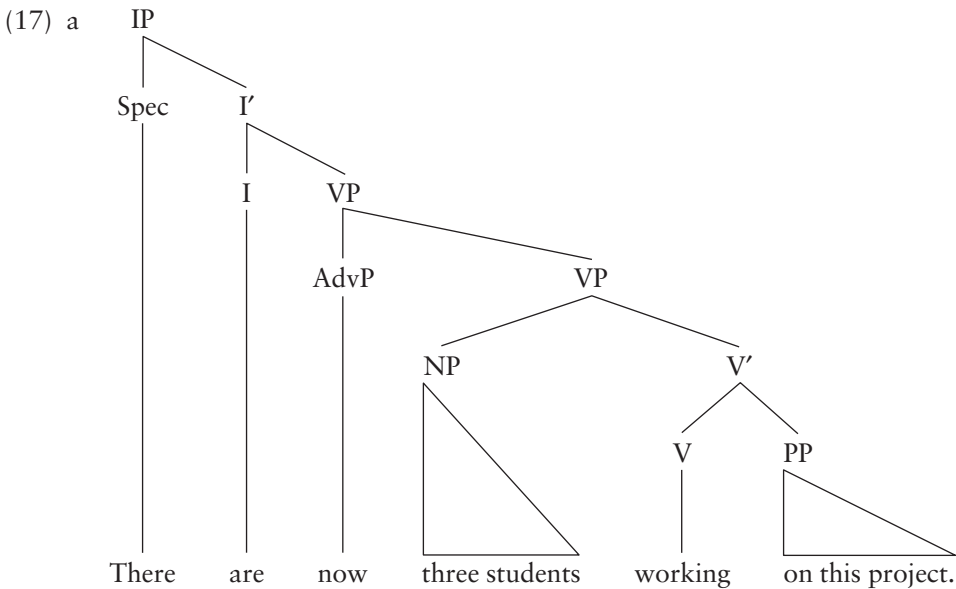 (17) a IP
Spec I′
I VP
AdvP VP
NP V′
V PP
There are now three students working on this project.